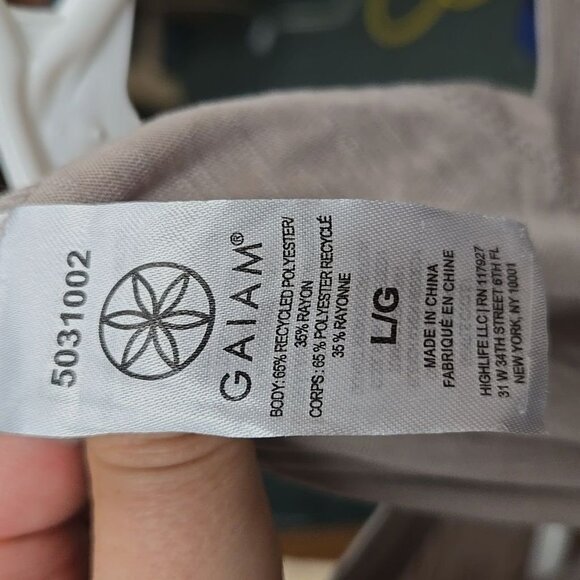 5031002
GAIAM®
BODY: 65% RECYCLED POLYESTER/
35% RAYON
CORPS: 65 % POLYESTER RECYCLÉ
35 % RAYONNE
L/G
MADE IN CHINA
FABRIQUÉ EN CHINE
HIGHLIFE LLC | RN 117927
31 W 34TH STREET 6TH FL
NEW YORK, NY 10001